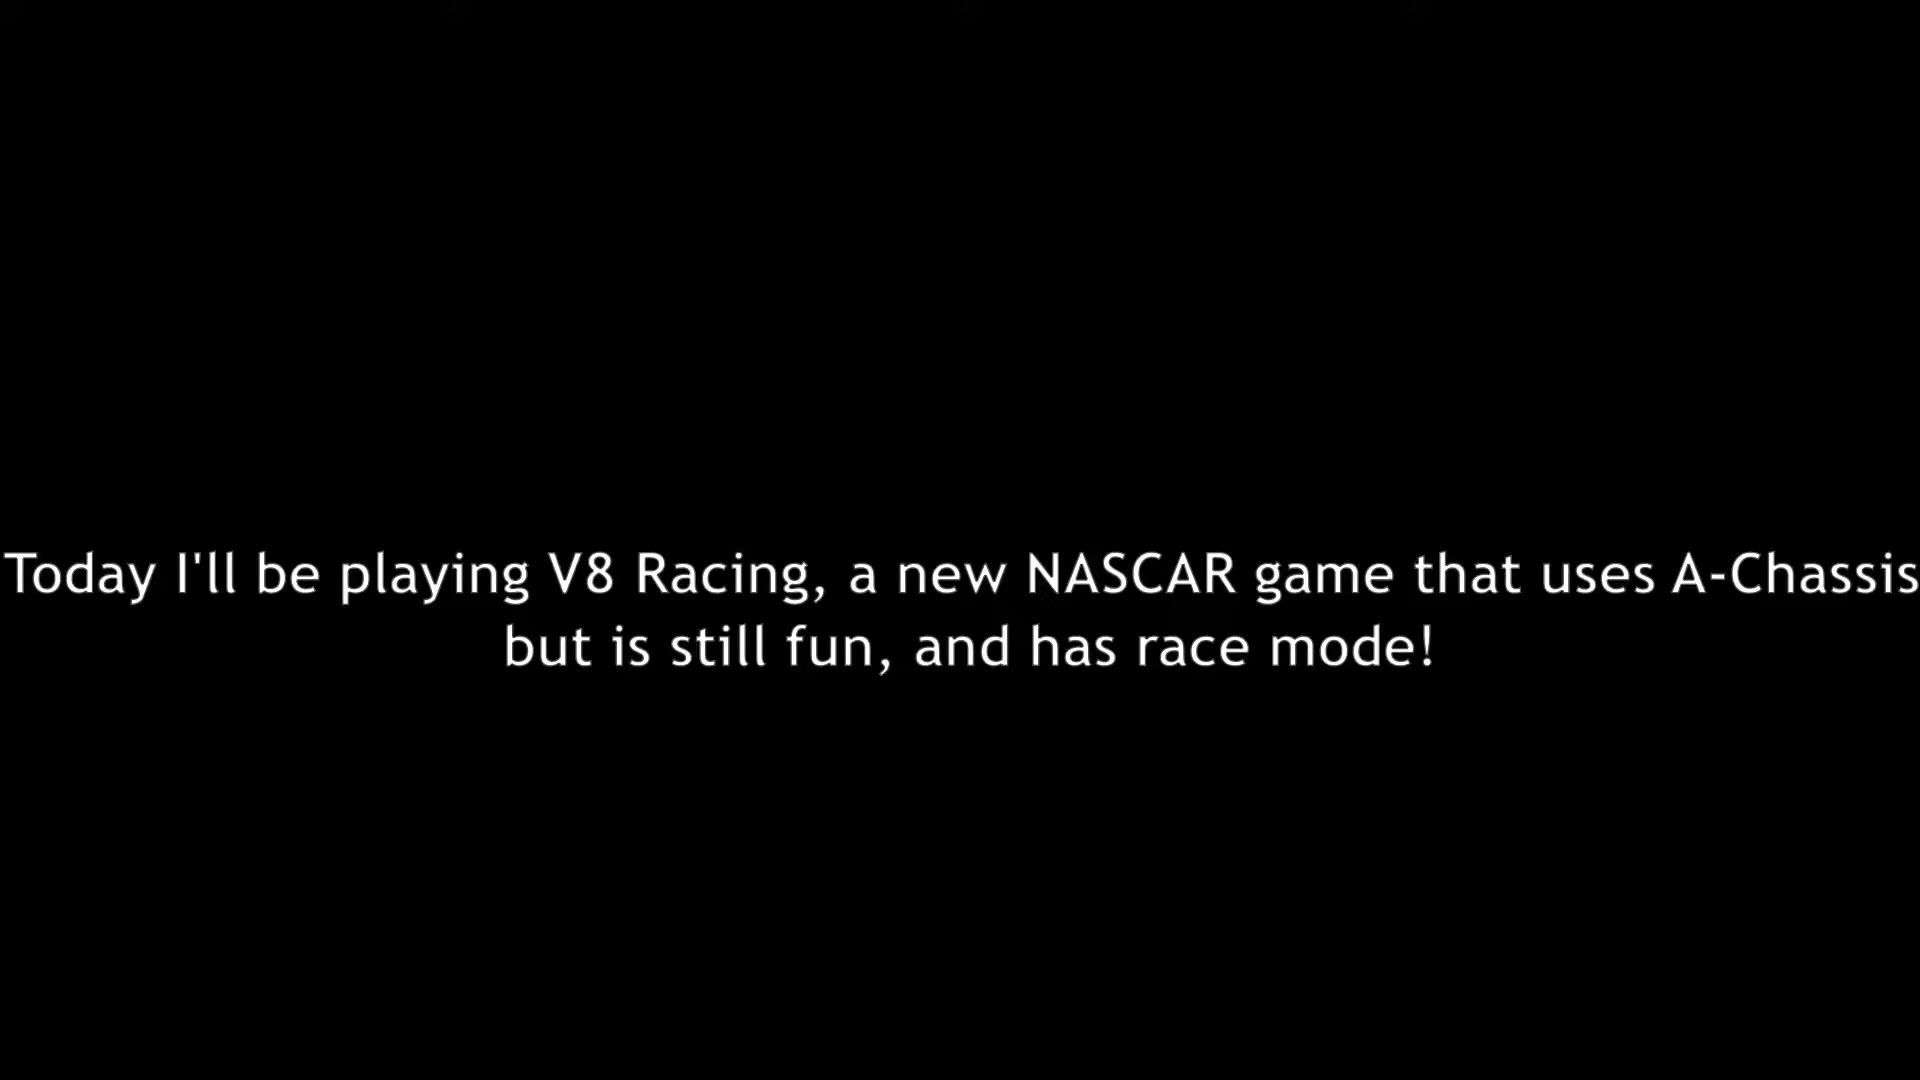 Today I'll be playing V8 Racing, a new NASCAR game that uses A-Chassis
but is still fun, and has race mode!